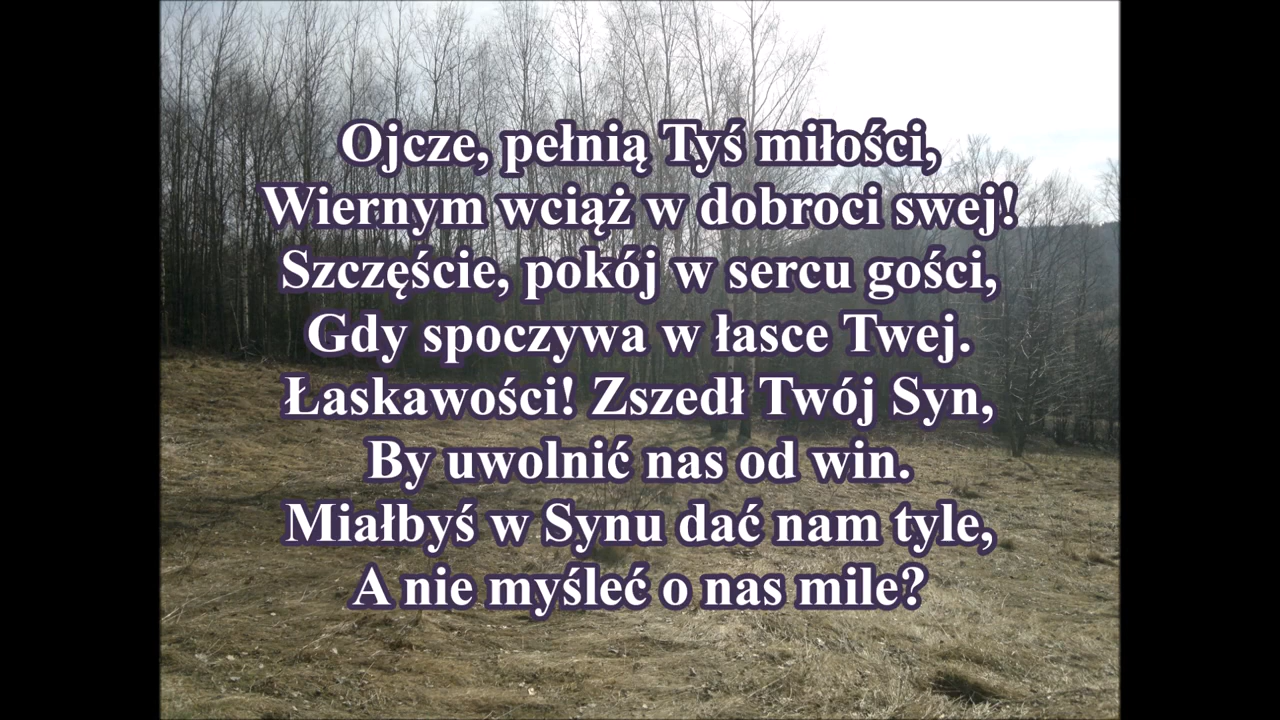 Ojcze, pełnią Tyś miłości,
Wiernym wciąż w dobroci swej!
Szczęście, pokój w sercu gości,
Gdy spoczywa w łasce Twej.
Łaskawości! Zszedł Twój Syn,
By uwolnić nas od win.
Miałbyś w Synu dać nam tyle,
A nie myśleć o nas mile?